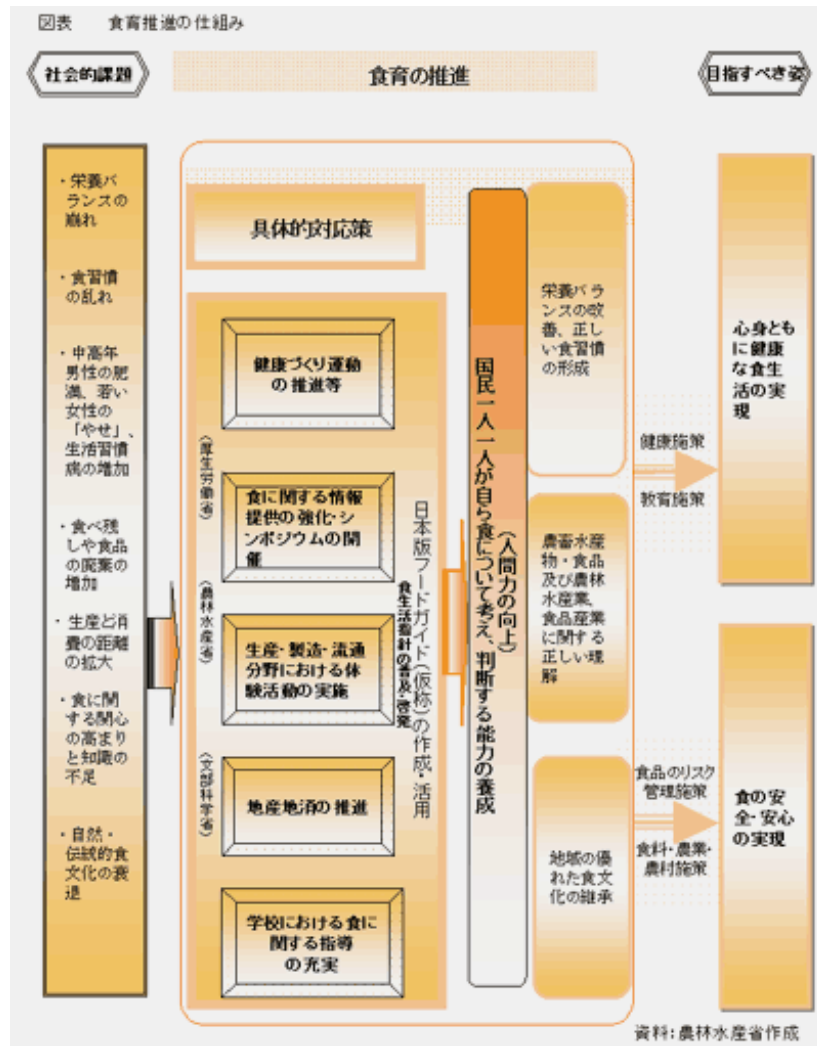 図表 食育推進の仕組み
社会的課題
食育の推進
目指すべき姿
・栄養バ
ランスの
崩れ
・食習慣
の乱れ
・中高年
男性の肥
満、若い
女性の
「やせ」、
生活習慣
病の増加
・食べ残
しや食品
の廃棄の
増加
・生産と消
費の距離
の拡大
・食に関
する関心
の高まり
と知識の
不足
・自然・
伝統的食
文化の衰
退
具体的対応策
健康づくり運動
の推進等
食に関する情報
提供の強化・シ
ンポジウムの開
催
生産・製造・流通
分野における体
験活動の実施
地産地消の推進
学校における食に
関する指導
の充実
（厚生労働省）
（農林水産省）
（文部科学省）
食生活指針の普及・啓発
日本版フードガイド（仮称）の作成・活用
国民一人一人が自ら食について考え、判断する能力の養成
（人間力の向上）
栄養バラ
ンスの改
善、正し
い食習慣
の形成
農畜水産
物・食品
及び農林
水産業、
食品産業
に関する
正しい理
解
地域の優
れた食文
化の継承
健康施策
教育施策
食品のリスク
管理施策
食料・農業・
農村施策
心身とも
に健康
な食生
活の実
現
食の安
全・安心
の実現
資料：農林水産省作成